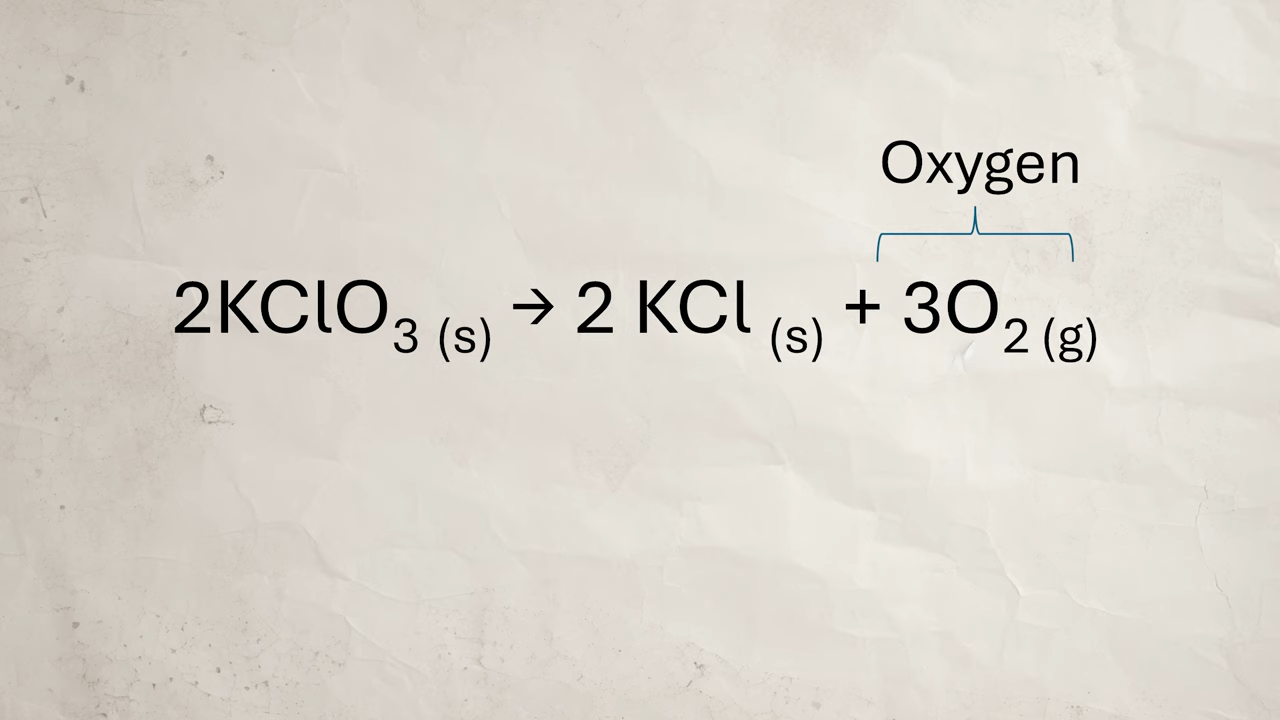 Oxygen
2KClO₃ (s) → 2 KCl (s) + 3O₂ (g)